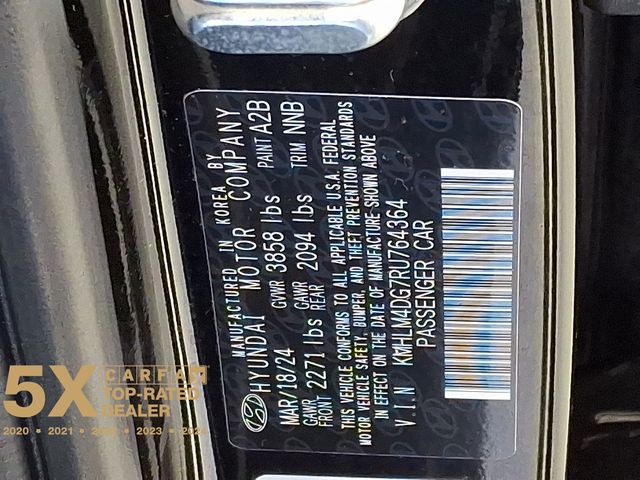 MANUFACTURED IN KOREA BY
HYUNDAI MOTOR COMPANY
MAR/18/24 GVWR 3858 lbs PAINT A2B
GAWR FRONT 2271 lbs GAWR REAR 2094 lbs TRIM NNB
THIS VEHICLE CONFORMS TO ALL APPLICABLE U.S.A. FEDERAL
MOTOR VEHICLE SAFETY, BUMPER, AND THEFT PREVENTION STANDARDS
IN EFFECT ON THE DATE OF MANUFACTURE-SHOWN ABOVE
V.I.N KMHLM4DG7RU764364
PASSENGER CAR
5X CARFAX
TOP-RATED
DEALER
2020 • 2021 • 2022 • 2023 • 2024